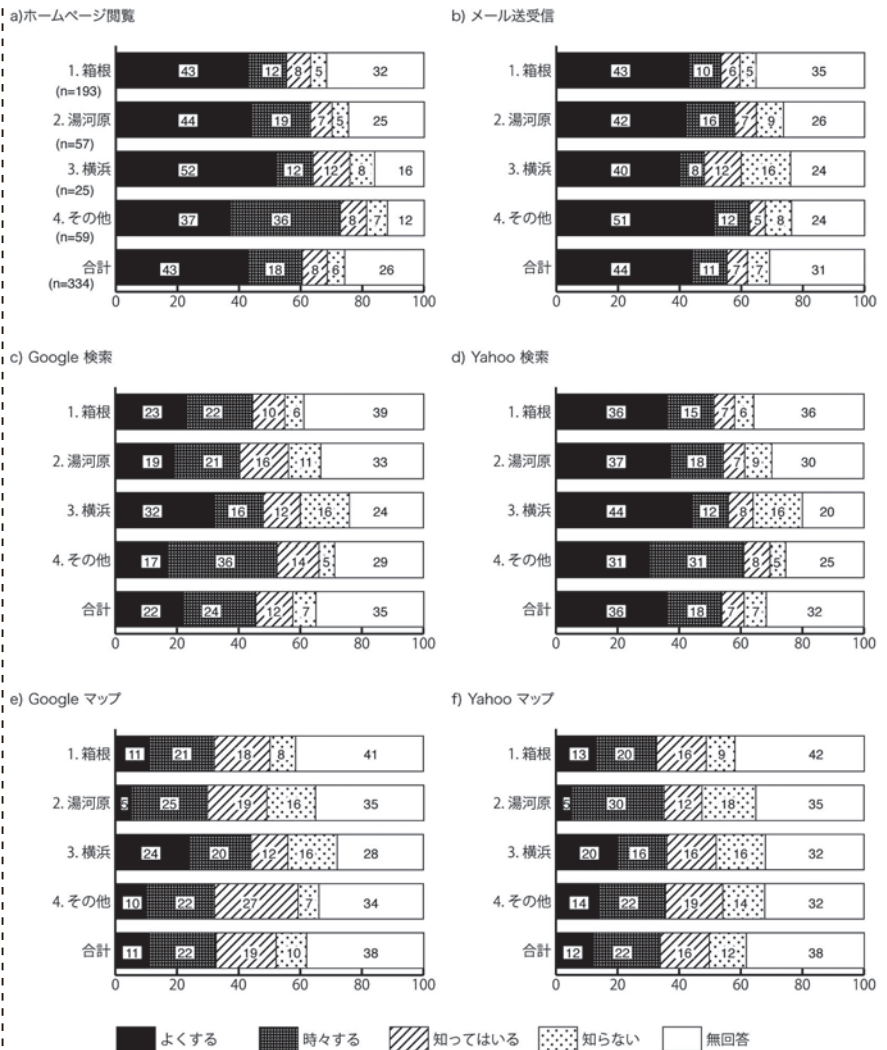 a)ホームページ閲覧
1. 箱根 43 12 8 5 32
(n=193)
2. 湯河原 44 19 7 5 25
(n=57)
3. 横浜 52 12 12 8 16
(n=25)
4. その他 37 36 8 7 12
(n=59)
合計 43 18 8 6 26
(n=334)
0 20 40 60 80 100
b) メール送受信
1. 箱根 43 10 6 5 35
2. 湯河原 42 16 7 9 26
3. 横浜 40 8 12 16 24
4. その他 51 12 5 8 24
合計 44 11 7 7 31
0 20 40 60 80 100
c) Google 検索
1. 箱根 23 22 10 6 39
2. 湯河原 19 21 16 11 33
3. 横浜 32 16 12 16 24
4. その他 17 36 14 5 29
合計 22 24 12 7 35
0 20 40 60 80 100
d) Yahoo 検索
1. 箱根 36 15 7 6 36
2. 湯河原 37 18 7 9 30
3. 横浜 44 12 8 16 20
4. その他 31 31 8 5 25
合計 36 18 7 7 32
0 20 40 60 80 100
e) Google マップ
1. 箱根 11 21 18 8 41
2. 湯河原 5 25 19 16 35
3. 横浜 24 20 12 16 28
4. その他 10 22 27 7 34
合計 11 22 19 10 38
0 20 40 60 80 100
f) Yahoo マップ
1. 箱根 13 20 16 9 42
2. 湯河原 5 30 12 18 35
3. 横浜 20 16 16 16 32
4. その他 14 22 19 14 32
合計 12 22 16 12 38
0 20 40 60 80 100
よくする 時々する 知ってはいる 知らない 無回答